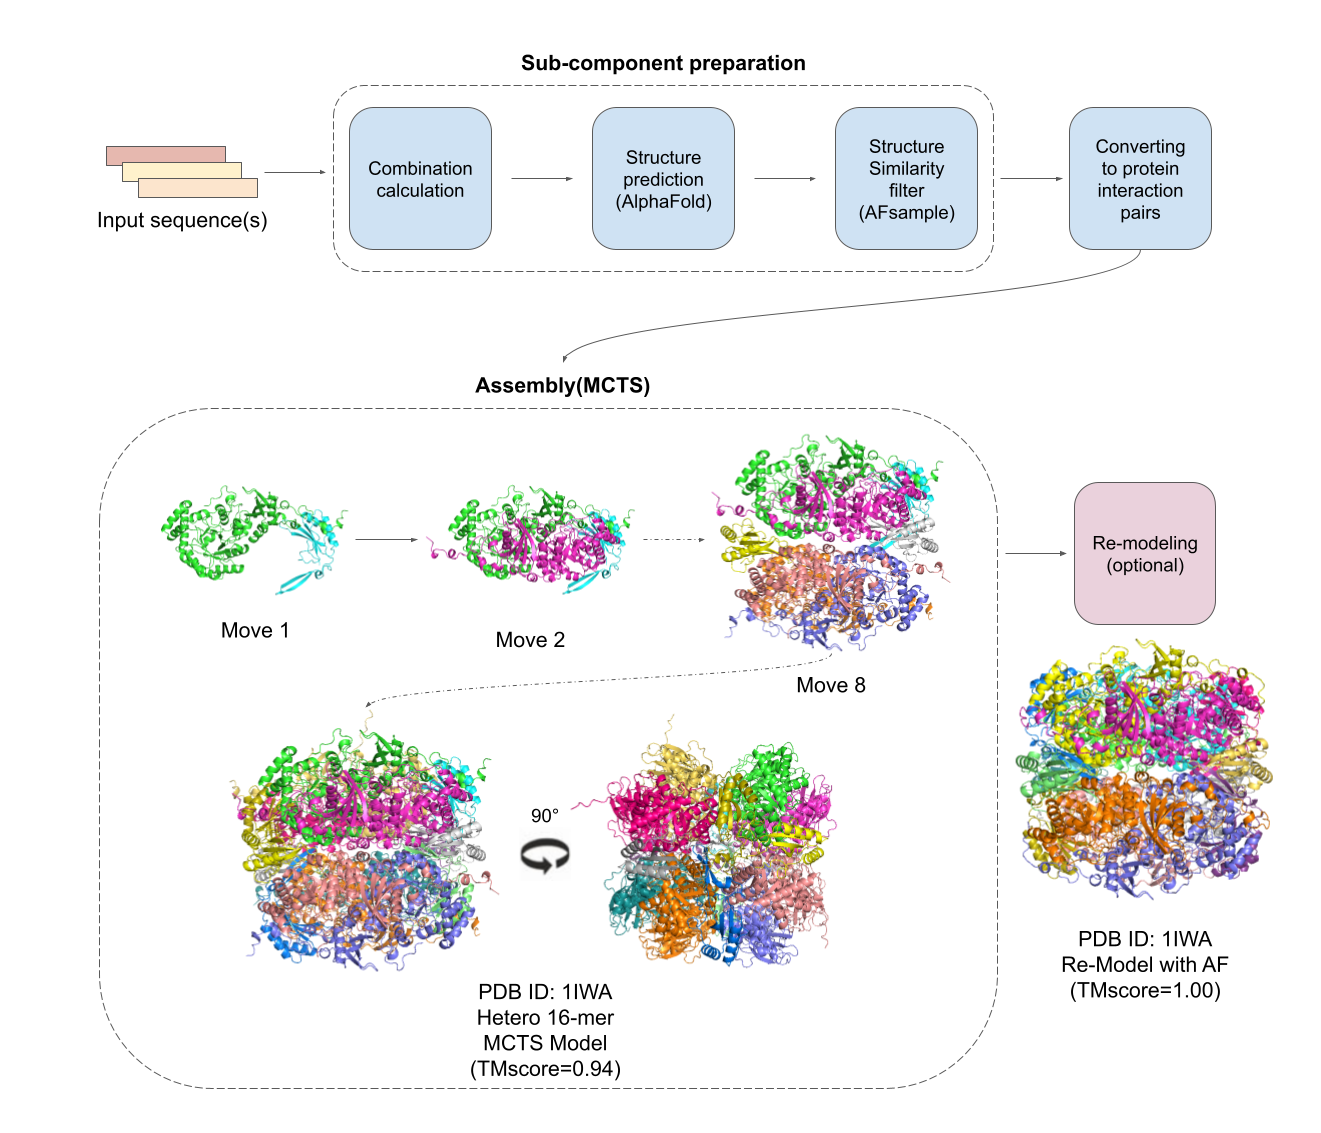 Sub-component preparation
Input sequence(s)
Combination
calculation
Structure
prediction
(AlphaFold)
Structure
Similarity
filter
(AFsample)
Converting
to protein
interaction
pairs
Assembly(MCTS)
Move 1
Move 2
Move 8
Re-modeling
(optional)
90°
PDB ID: 1IWA
Hetero 16-mer
MCTS Model
(TMscore=0.94)
PDB ID: 1IWA
Re-Model with AF
(TMscore=1.00)